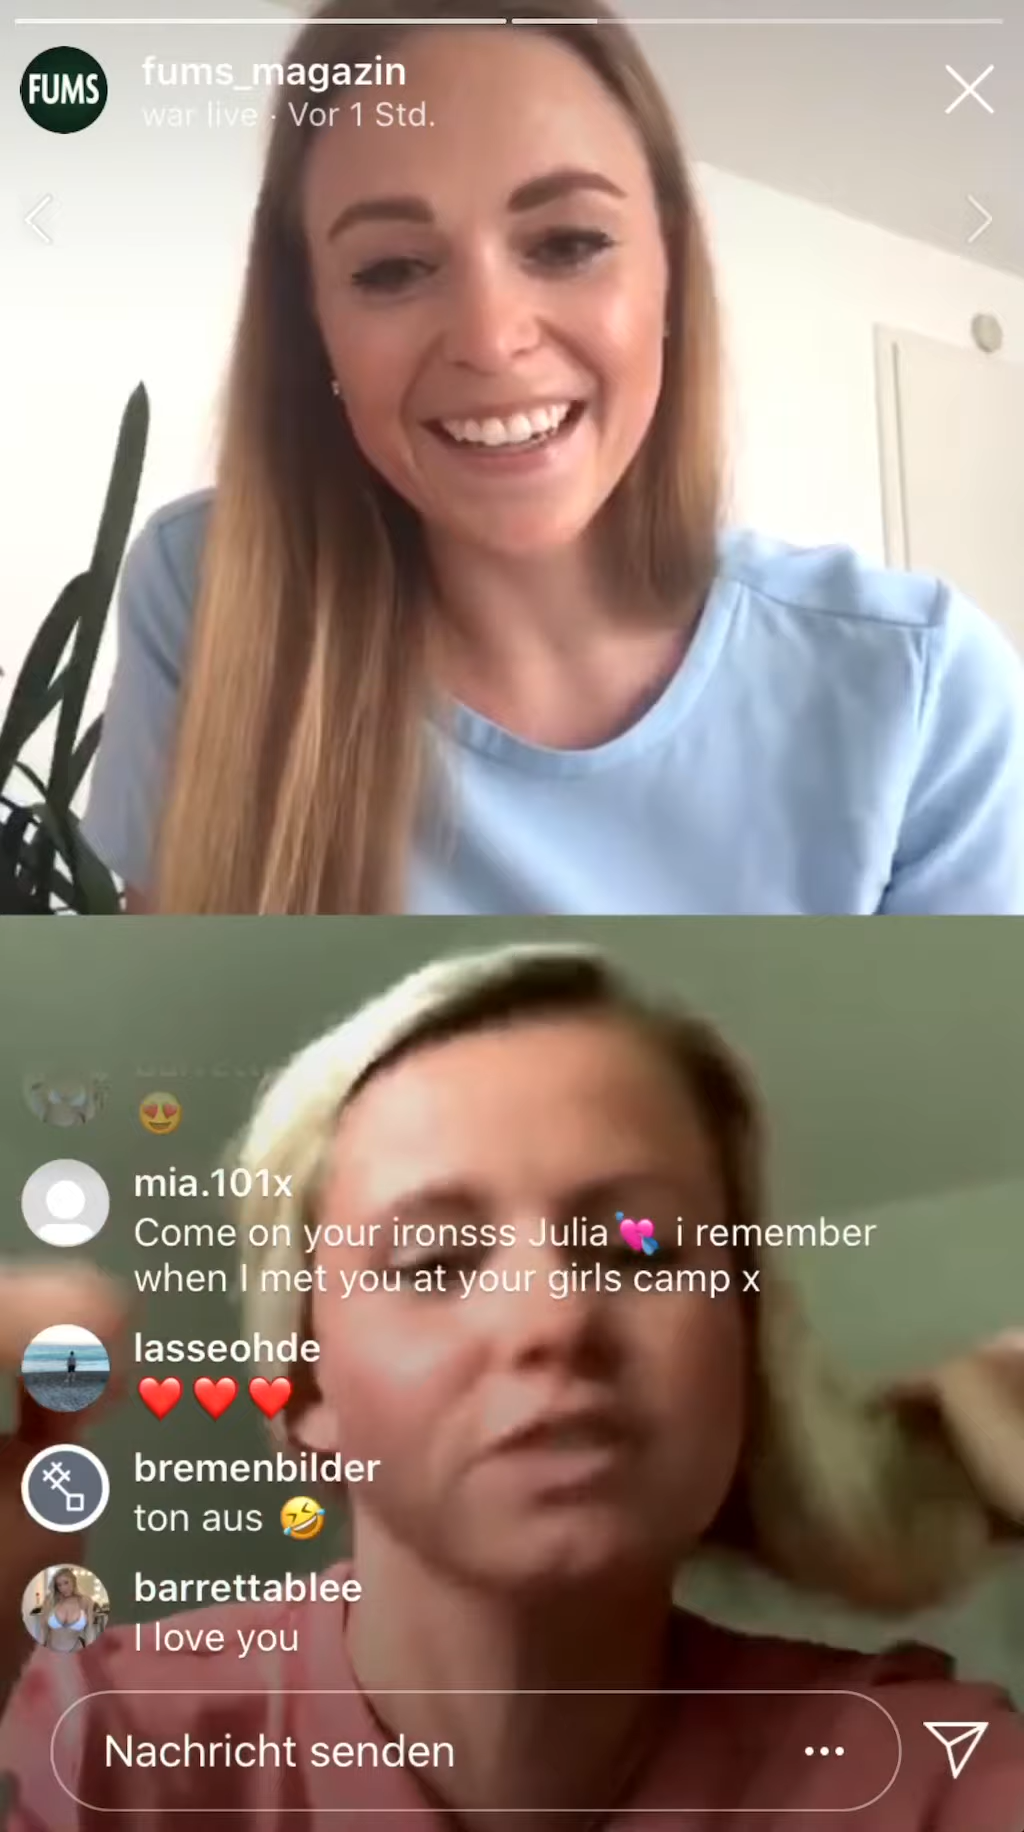 FUMS
fums_magazin
war live · Vor 1 Std.
😍
mia.101x
Come on your ironsss Julia💘 i remember
when I met you at your girls camp x
lasseohde
❤️❤️❤️
bremenbilder
ton aus 🤣
barrettablee
I love you
Nachricht senden